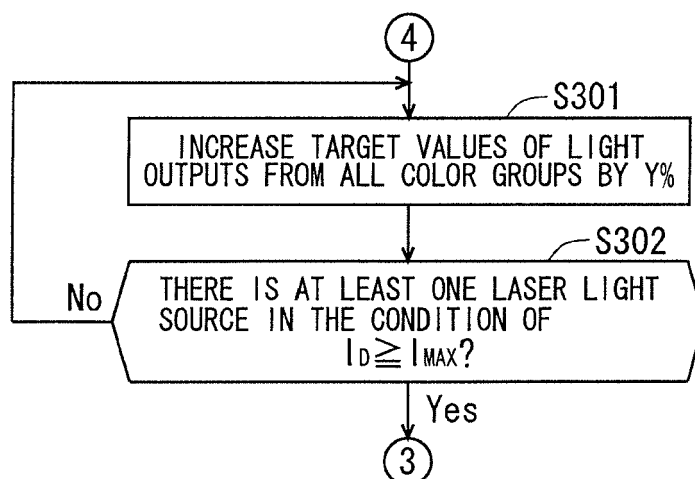 4
S301
INCREASE TARGET VALUES OF LIGHT
OUTPUTS FROM ALL COLOR GROUPS BY Y%
S302
No
THERE IS AT LEAST ONE LASER LIGHT
SOURCE IN THE CONDITION OF
ID≧IMAX?
Yes
3